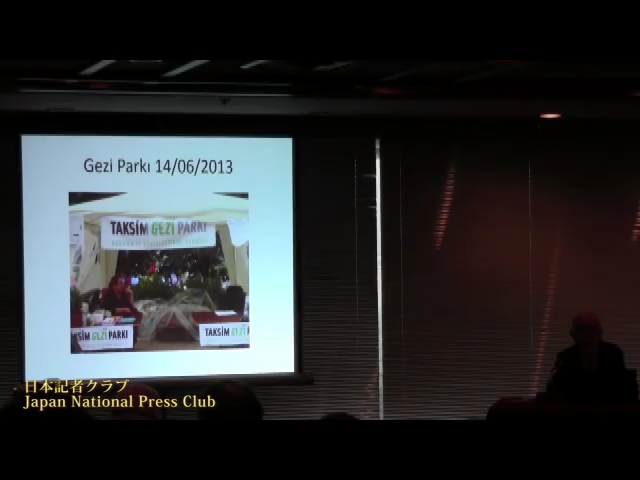 Gezi Parkı 14/06/2013
TAKSİM GEZİ PARKI
SİM GEZİ PARKI
TAKSİM GEZİ PARK
日本記者クラブ
Japan National Press Club